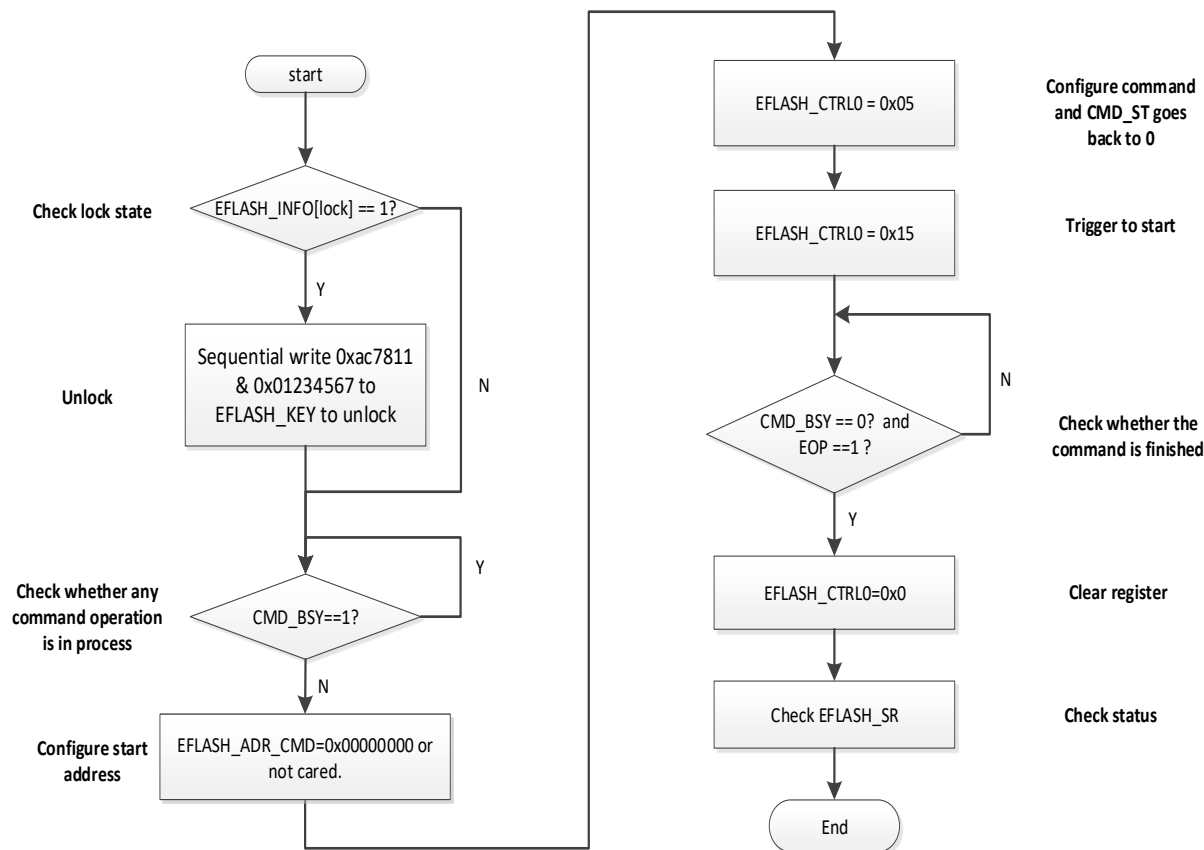 start
Check lock state
EFLASH_INFO[lock] == 1?
Y
N
Unlock
Sequential write 0xac7811
& 0x01234567 to
EFLASH_KEY to unlock
Check whether any
command operation
is in process
CMD_BSY==1?
Y
N
Configure start
address
EFLASH_ADR_CMD=0x00000000 or
not cared.
EFLASH_CTRL0 = 0x05
Configure command
and CMD_ST goes
back to 0
EFLASH_CTRL0 = 0x15
Trigger to start
CMD_BSY == 0? and
EOP ==1 ?
N
Check whether the
command is finished
Y
EFLASH_CTRL0=0x0
Clear register
Check EFLASH_SR
Check status
End